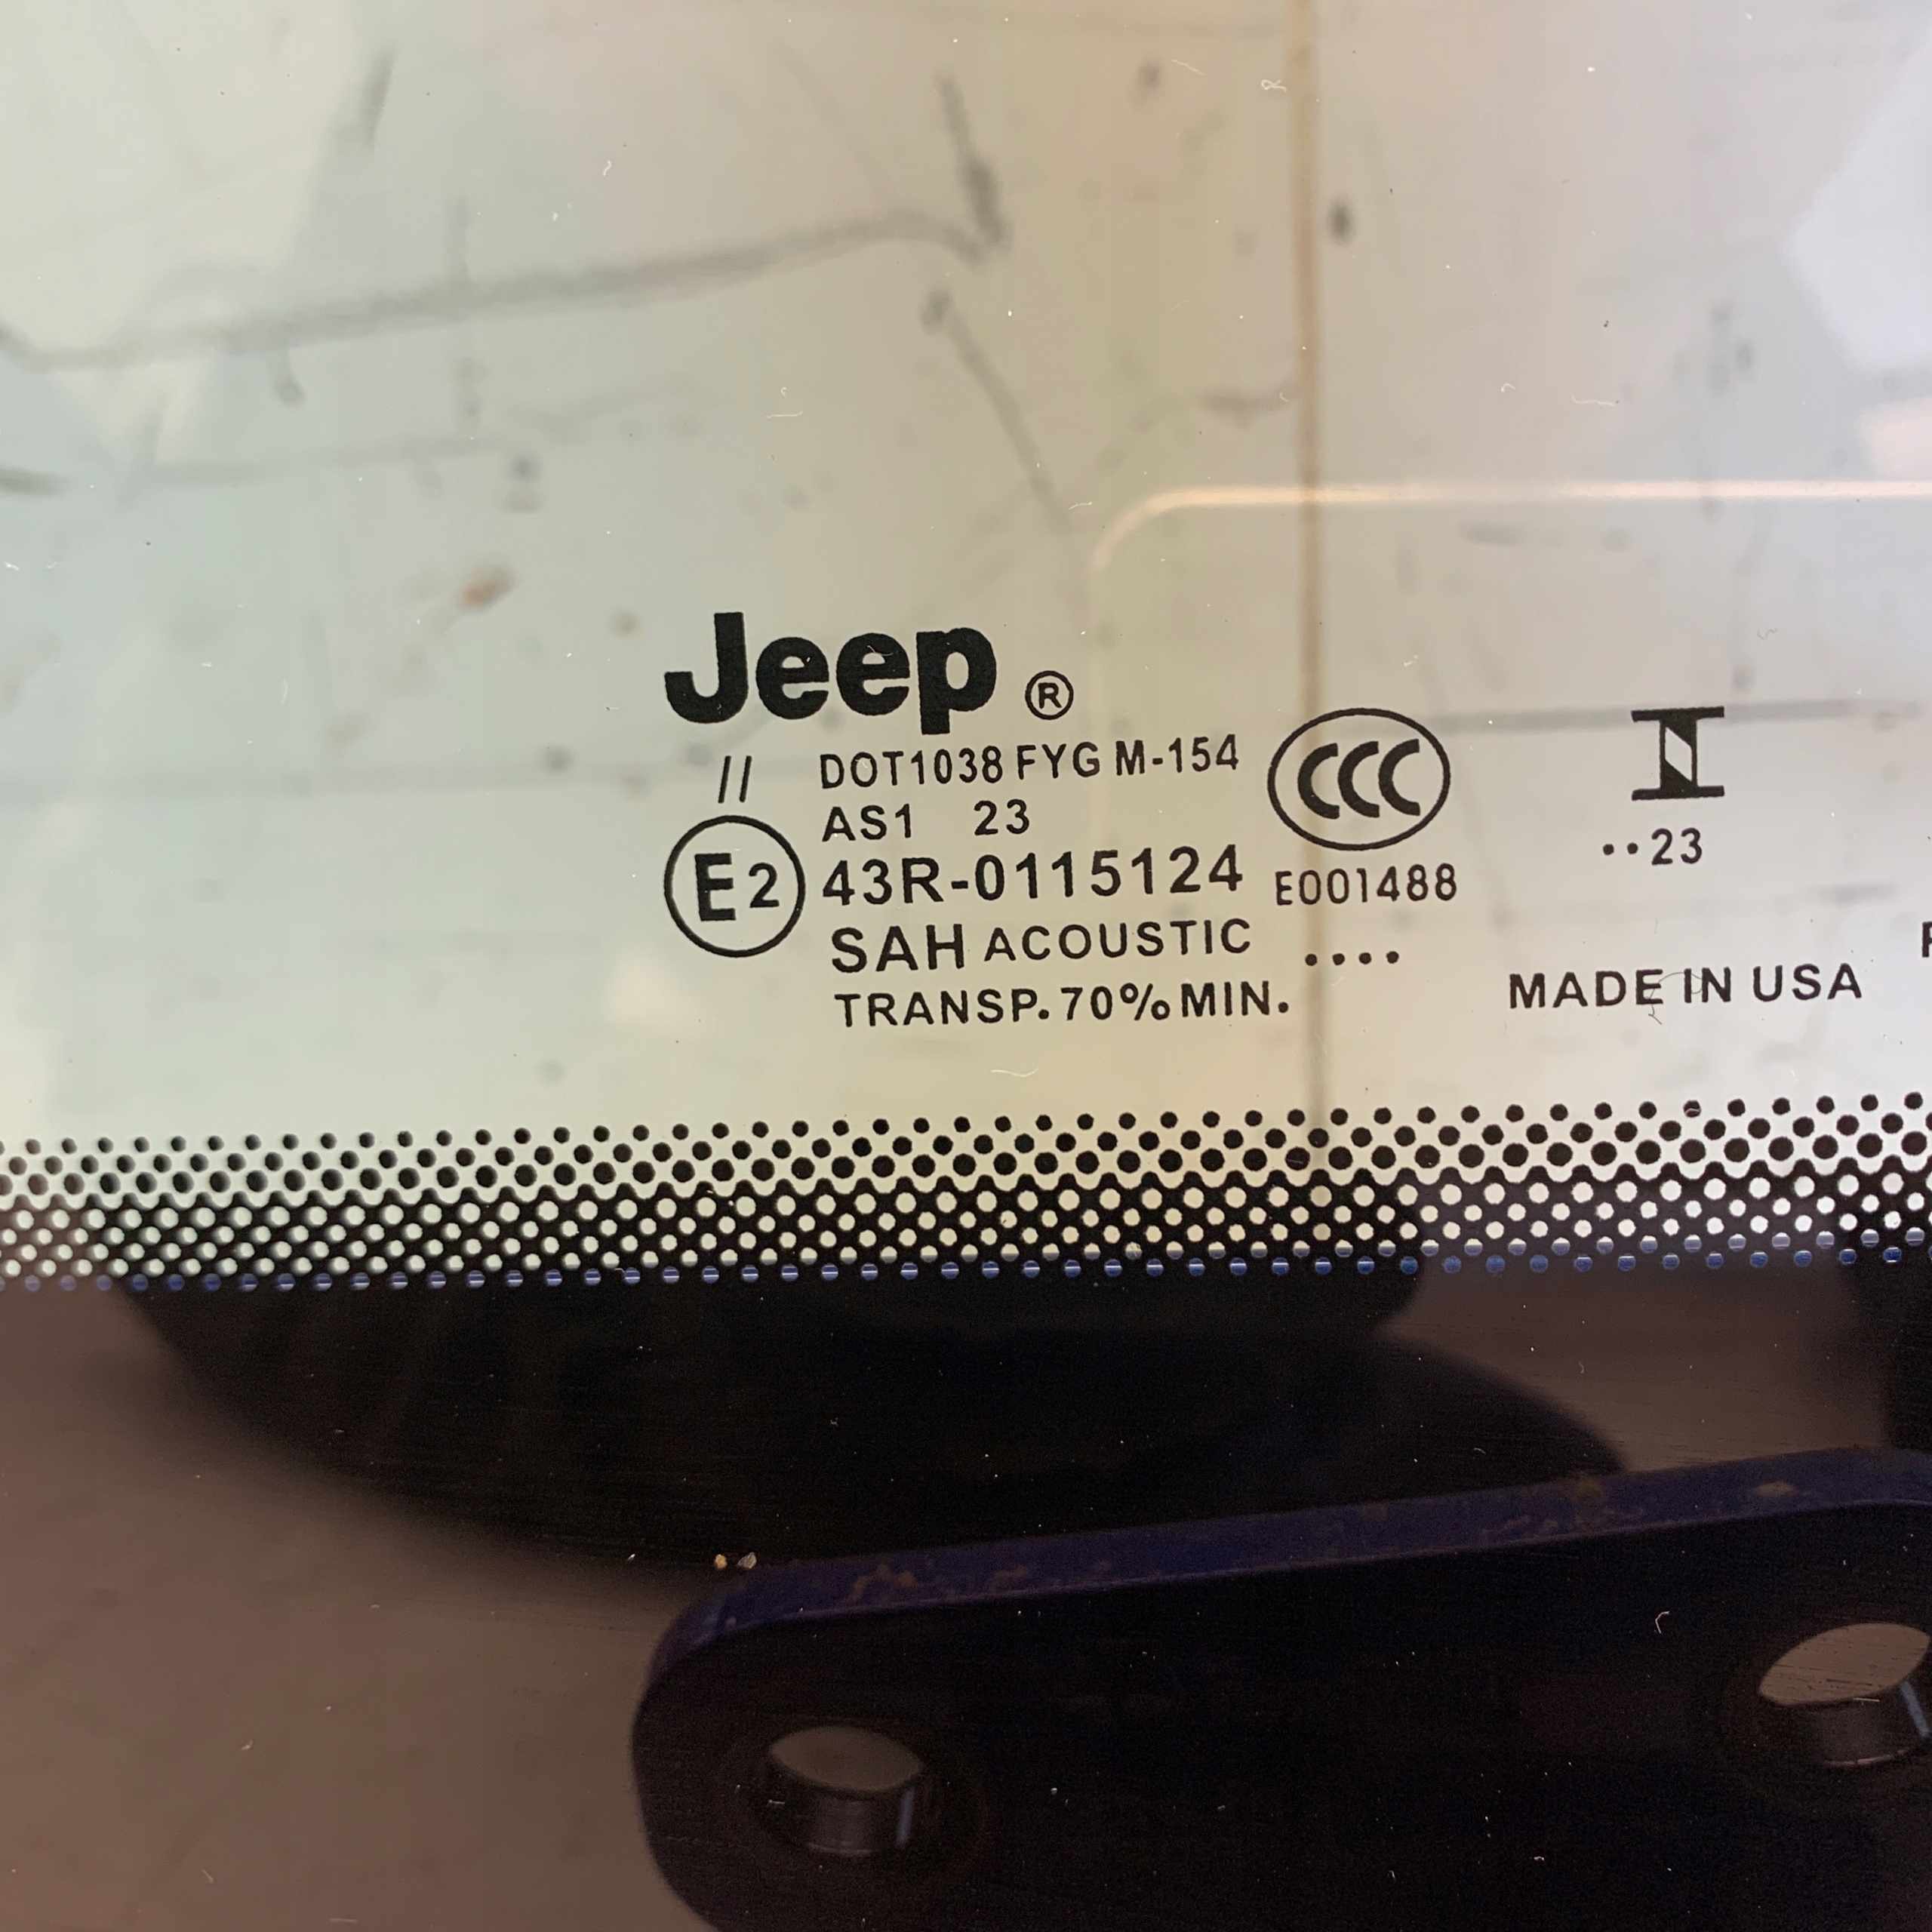 Jeep ®
// DOT1038 FYG M-154
AS1 23
E2 43R-0115124
SAH ACOUSTIC
TRANSP. 70% MIN.
CCC
E001488
....
I
..23
MADE IN USA